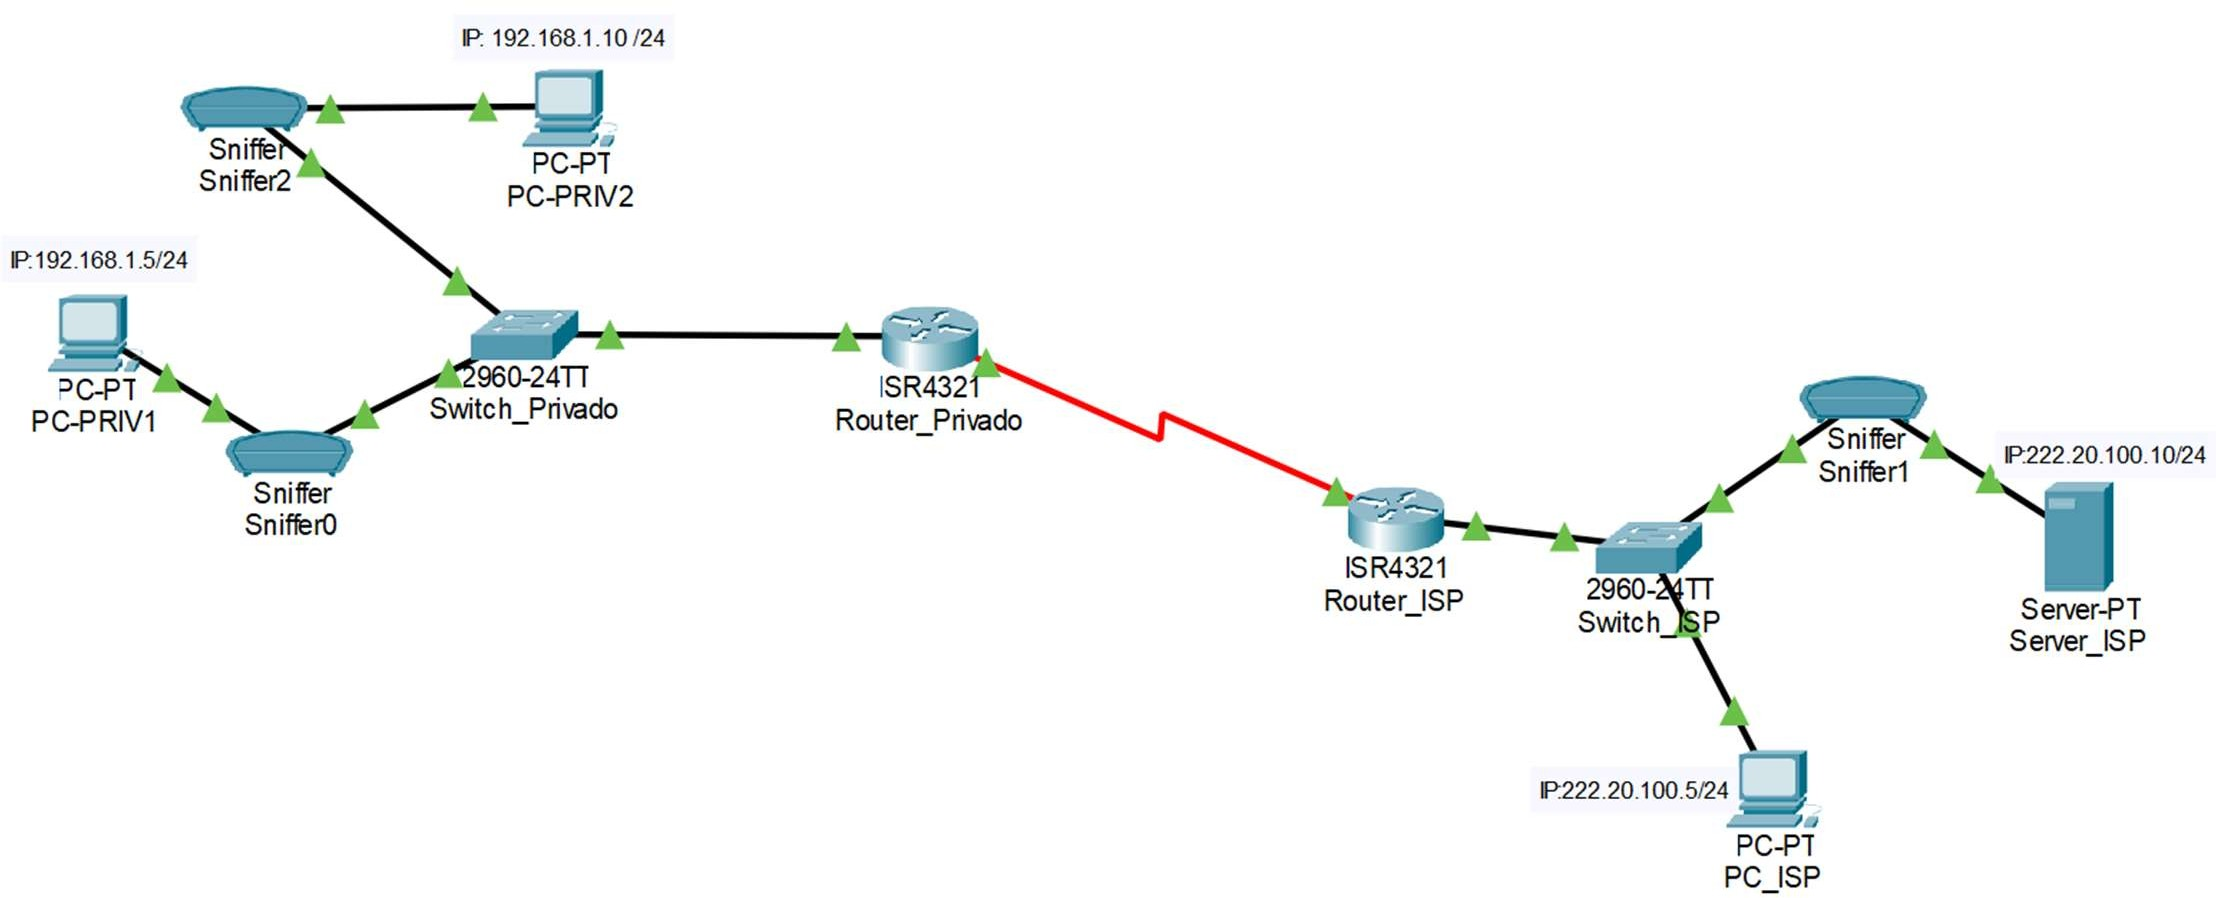 IP: 192.168.1.10 /24
Sniffer
Sniffer2
PC-PT
PC-PRIV2
IP:192.168.1.5/24
PC-PT
PC-PRIV1
2960-24TT
Switch_Privado
ISR4321
Router_Privado
Sniffer
Sniffer0
Sniffer
Sniffer1
IP:222.20.100.10/24
ISR4321
Router_ISP
2960-24TT
Switch_ISP
Server-PT
Server_ISP
IP:222.20.100.5/24
PC-PT
PC_ISP